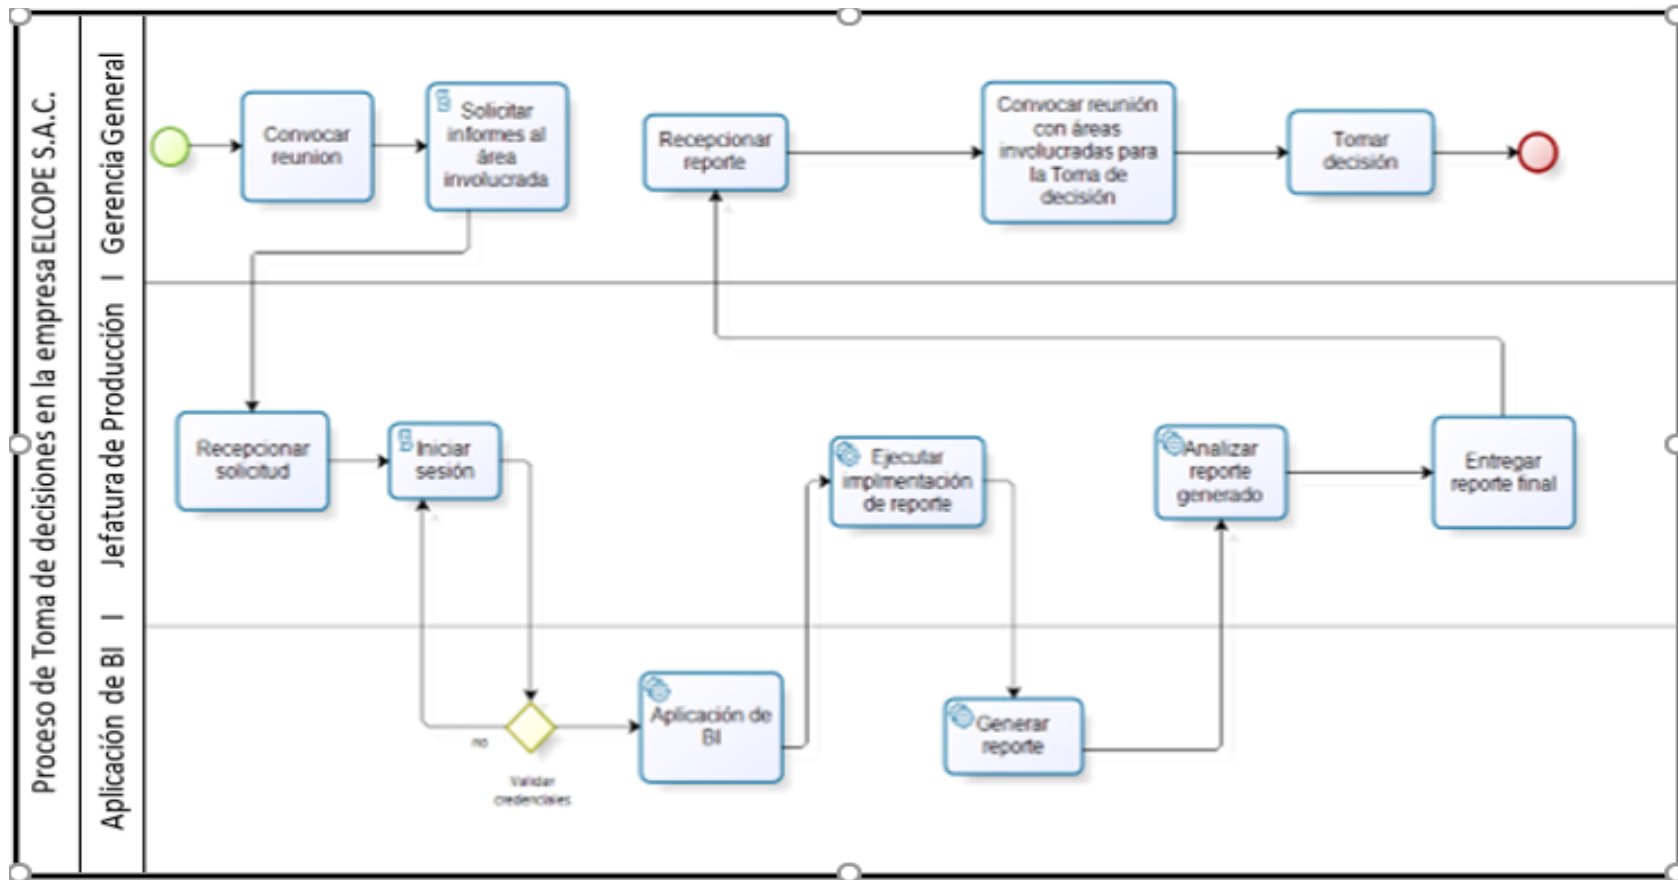 Proceso de Toma de decisiones en la empresa ELCOPE S.A.C.
Gerencia General
Convocar
reunion
Solicitar
informes al
área
involucrada
Recepcionar
reporte
Convocar reunión
con áreas
involucradas para
la Toma de
decisión
Tomar
decisión
Jefatura de Producción
Recepcionar
solicitud
Iniciar
sesión
Ejecutar
implmentación
de reporte
Analizar
reporte
generado
Entregar
reporte final
Aplicación de BI
no
Validar
credenciales
Aplicación de
BI
Generar
reporte